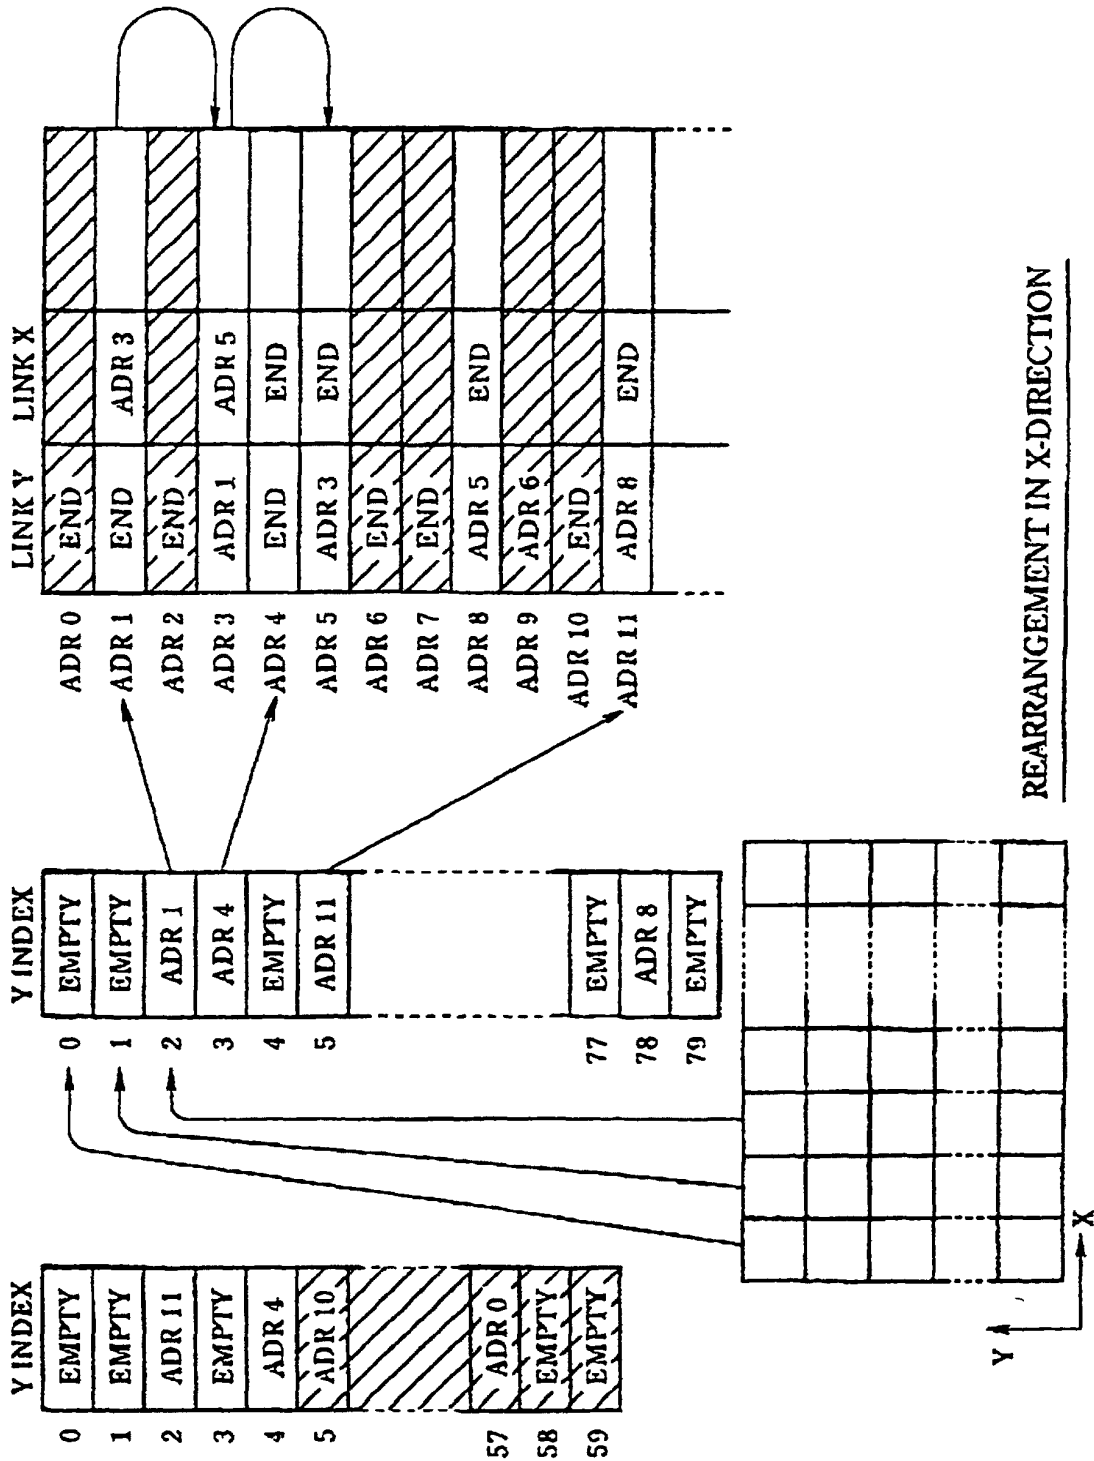 Y INDEX
0 EMPTY
1 EMPTY
2 ADR 11
3 EMPTY
4 ADR 4
5 ADR 10
57 ADR 0
58 EMPTY
59 EMPTY
Y INDEX
0 EMPTY
1 EMPTY
2 ADR 1
3 ADR 4
4 EMPTY
5 ADR 11
77 EMPTY
78 ADR 8
79 EMPTY
LINK Y LINK X
ADR 0 END
ADR 1 END ADR 3
ADR 2 END
ADR 3 ADR 1 ADR 5
ADR 4 END END
ADR 5 ADR 3 END
ADR 6 END
ADR 7 END
ADR 8 ADR 5 END
ADR 9 ADR 6
ADR 10 END
ADR 11 ADR 8 END
Y
X
REARRANGEMENT IN X-DIRECTION